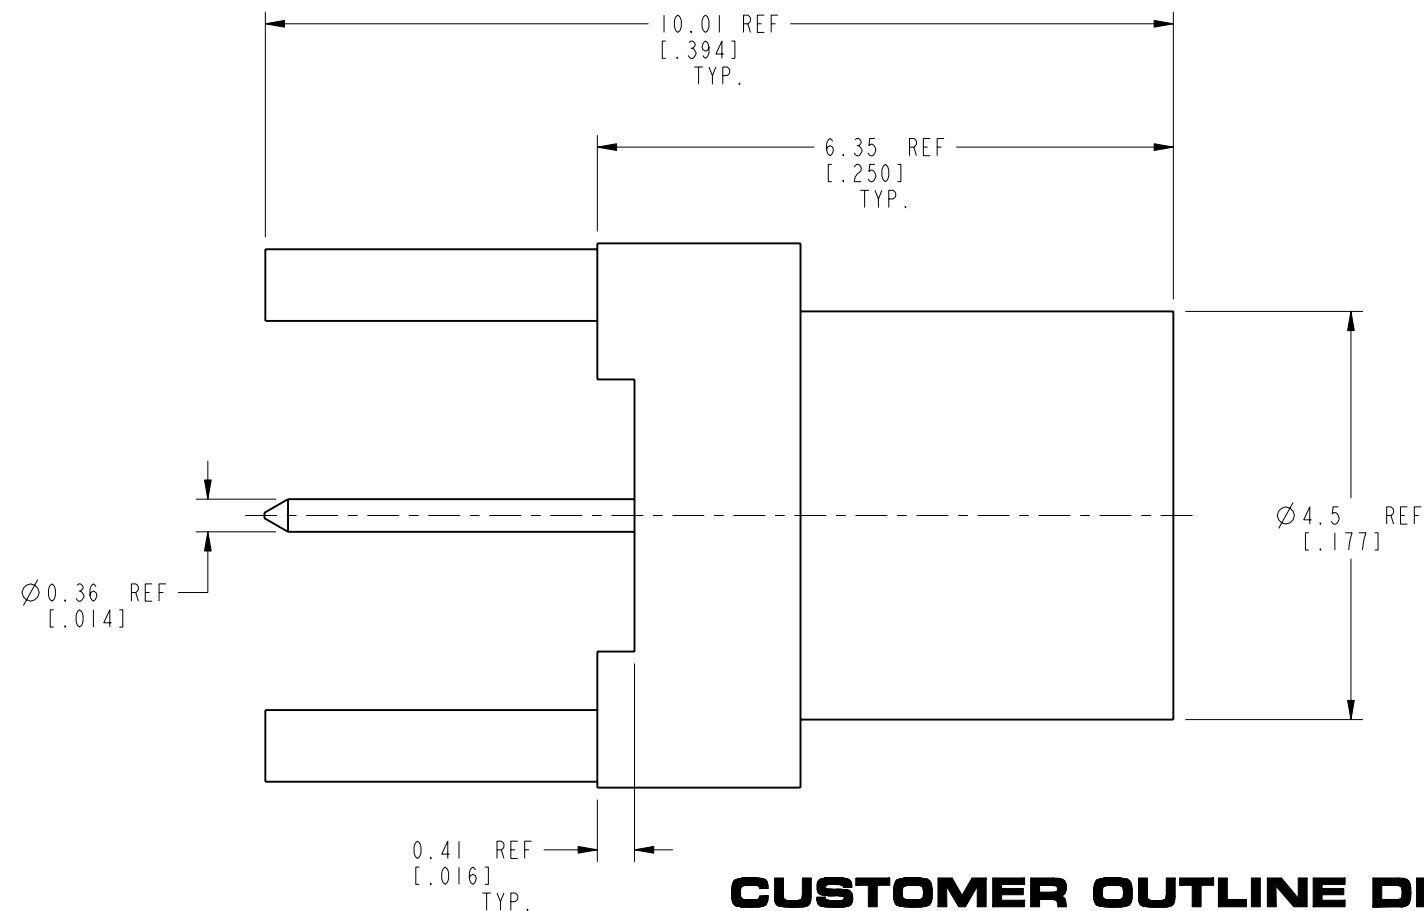 10.01 REF
[.394]
TYP.
6.35 REF
[.250]
TYP.
Ø4.5 REF
[.177]
Ø0.36 REF
[.014]
0.41 REF
[.016]
TYP.
CUSTOMER OUTLINE